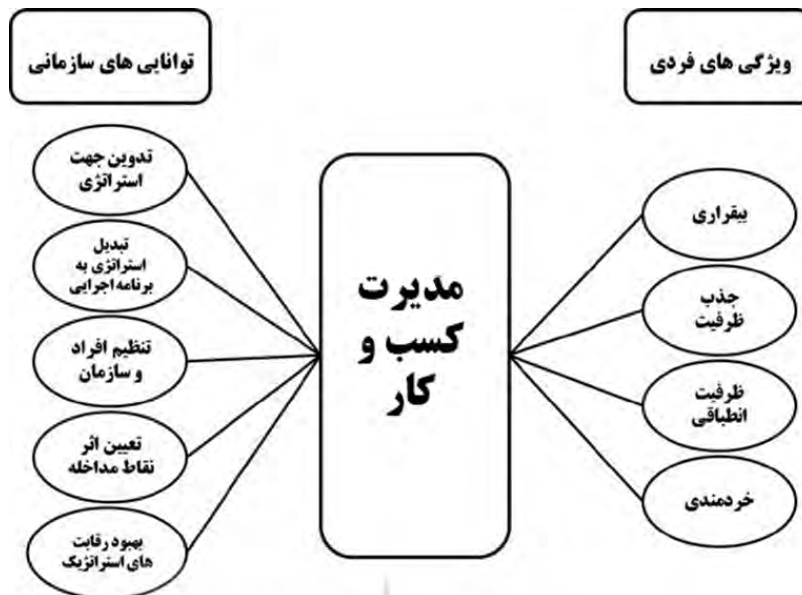 ویژگی های فردی
توانایی های سازمانی
بیقراری
جذب
ظرفیت
ظرفیت
انطباقی
خردمندی
مدیرت
کسب و
کار
تدوین جهت
استراتژی
تبدیل
استراتژی به
برنامه اجرایی
تنظیم افراد
و سازمان
تعیین اثر
نقاط مداخله
بهبود رقابت
های استراتژیک